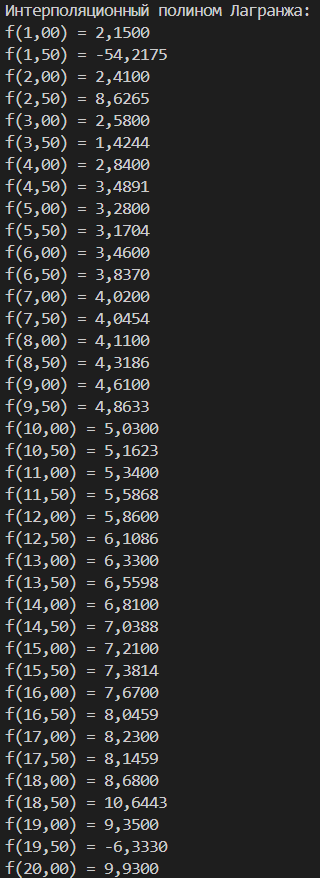 Интерполяционный полином Лагранжа:
f(1,00) = 2,1500
f(1,50) = -54,2175
f(2,00) = 2,4100
f(2,50) = 8,6265
f(3,00) = 2,5800
f(3,50) = 1,4244
f(4,00) = 2,8400
f(4,50) = 3,4891
f(5,00) = 3,2800
f(5,50) = 3,1704
f(6,00) = 3,4600
f(6,50) = 3,8370
f(7,00) = 4,0200
f(7,50) = 4,0454
f(8,00) = 4,1100
f(8,50) = 4,3186
f(9,00) = 4,6100
f(9,50) = 4,8633
f(10,00) = 5,0300
f(10,50) = 5,1623
f(11,00) = 5,3400
f(11,50) = 5,5868
f(12,00) = 5,8600
f(12,50) = 6,1086
f(13,00) = 6,3300
f(13,50) = 6,5598
f(14,00) = 6,8100
f(14,50) = 7,0388
f(15,00) = 7,2100
f(15,50) = 7,3814
f(16,00) = 7,6700
f(16,50) = 8,0459
f(17,00) = 8,2300
f(17,50) = 8,1459
f(18,00) = 8,6800
f(18,50) = 10,6443
f(19,00) = 9,3500
f(19,50) = -6,3330
f(20,00) = 9,9300